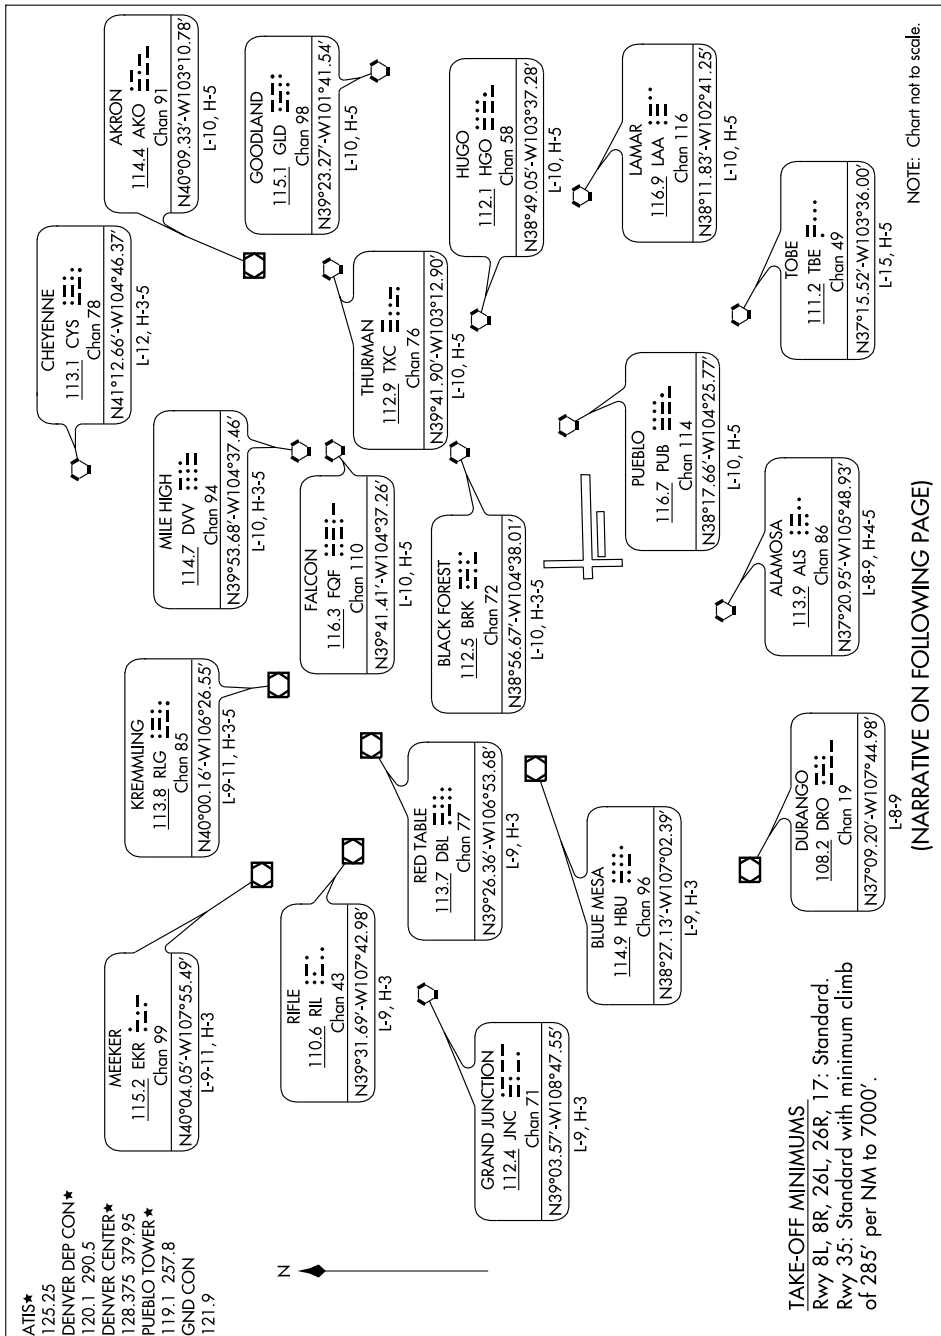 ATIS★
125.25
DENVER DEP CON★
120.1 290.5
DENVER CENTER★
128.375 379.95
PUEBLO TOWER★
119.1 257.8
GND CON
121.9
N
MEEKER
115.2 EKR
Chan 99
N40°04.05'-W107°55.49'
L-9-11, H-3
KREMMLING
113.8 RLG
Chan 85
N40°00.16'-W106°26.55'
L-9-11, H-3-5
CHEYENNE
113.1 CYS
Chan 78
N41°12.66'-W104°46.37'
L-12, H-3-5
AKRON
114.4 AKO
Chan 91
N40°09.33'-W103°10.78'
L-10, H-5
MILE HIGH
114.7 DVV
Chan 94
N39°53.68'-W104°37.46'
L-10, H-3-5
GOODLAND
115.1 GLD
Chan 98
N39°23.27'-W101°41.54'
L-10, H-5
RIFLE
110.6 RIL
Chan 43
N39°31.69'-W107°42.98'
L-9, H-3
FALCON
116.3 FQF
Chan 110
N39°41.41'-W104°37.26'
L-10, H-5
THURMAN
112.9 TXC
Chan 76
N39°41.90'-W103°12.90'
L-10, H-5
RED TABLE
113.7 DBL
Chan 77
N39°26.36'-W106°53.68'
L-9, H-3
BLACK FOREST
112.5 BRK
Chan 72
N38°56.67'-W104°38.01'
L-10, H-3-5
HUGO
112.1 HGO
Chan 58
N38°49.05'-W103°37.28'
L-10, H-5
GRAND JUNCTION
112.4 JNC
Chan 71
N39°03.57'-W108°47.55'
L-9, H-3
BLUE MESA
114.9 HBU
Chan 96
N38°27.13'-W107°02.39'
L-9, H-3
PUEBLO
116.7 PUB
Chan 114
N38°17.66'-W104°25.77'
L-10, H-5
LAMAR
116.9 LAA
Chan 116
N38°11.83'-W102°41.25'
L-10, H-5
ALAMOSA
113.9 ALS
Chan 86
N37°20.95'-W105°48.93'
L-8-9, H-4-5
TOBE
111.2 TBE
Chan 49
N37°15.52'-W103°36.00'
L-15, H-5
DURANGO
108.2 DRO
Chan 19
N37°09.20'-W107°44.98'
L-8-9
TAKE-OFF MINIMUMS
Rwy 8L, 8R, 26L, 26R, 17: Standard.
Rwy 35: Standard with minimum climb
of 285' per NM to 7000'.
(NARRATIVE ON FOLLOWING PAGE)
NOTE: Chart not to scale.